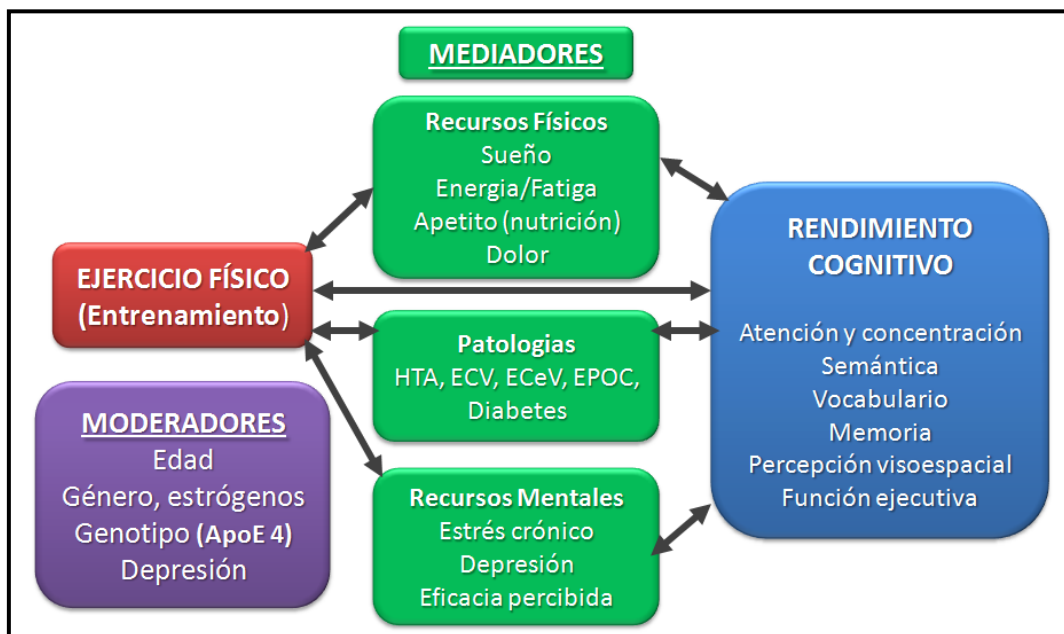 MEDIADORES
Recursos Físicos
Sueño
Energia/Fatiga
Apetito (nutrición)
Dolor
EJERCICIO FÍSICO
(Entrenamiento)
Patologias
HTA, ECV, ECeV, EPOC,
Diabetes
MODERADORES
Edad
Género, estrógenos
Genotipo (ApoE 4)
Depresión
Recursos Mentales
Estrés crónico
Depresión
Eficacia percibida
RENDIMIENTO
COGNITIVO
Atención y concentración
Semántica
Vocabulario
Memoria
Percepción visoespacial
Función ejecutiva